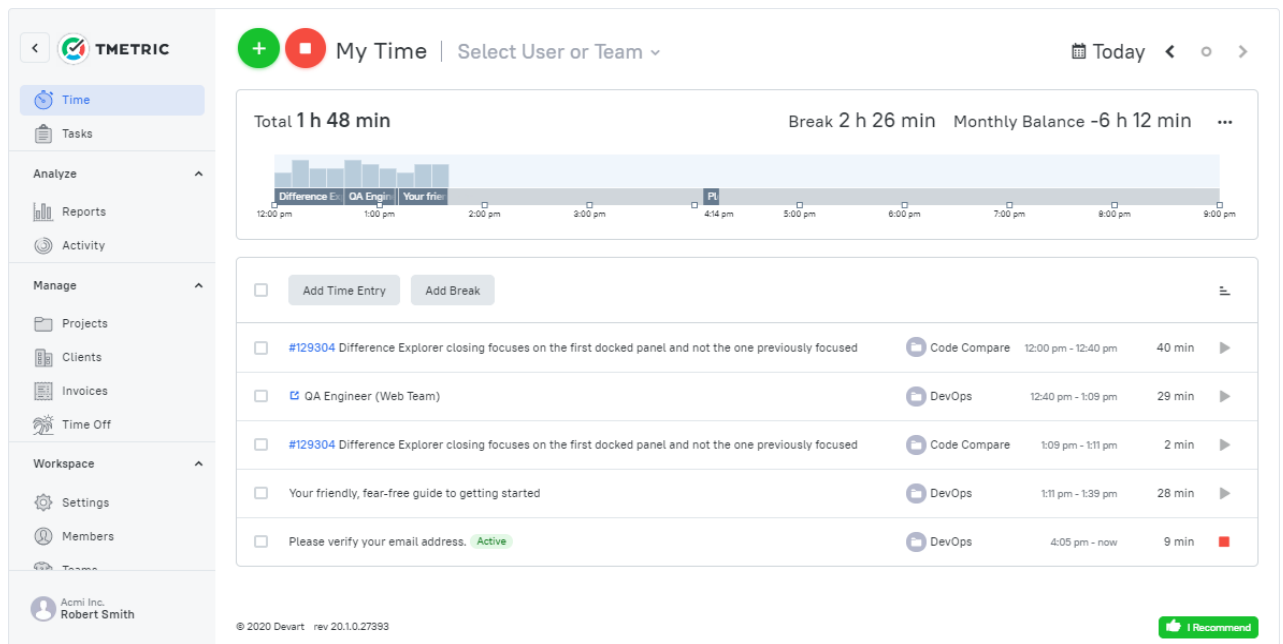 TMETRIC
Time
Tasks
Analyze
Reports
Activity
Manage
Projects
Clients
Invoices
Time Off
Workspace
Settings
Members
Teams
Acmi Inc.
Robert Smith
My Time Select User or Team
Today
Total 1 h 48 min
Break 2 h 26 min Monthly Balance -6 h 12 min
Difference Ex QA Engin Your frien Pl
12:00 pm 1:00 pm 2:00 pm 3:00 pm 4:14 pm 5:00 pm 6:00 pm 7:00 pm 8:00 pm 9:00 pm
Add Time Entry Add Break
#129304 Difference Explorer closing focuses on the first docked panel and not the one previously focused Code Compare 12:00 pm - 12:40 pm 40 min
QA Engineer (Web Team) DevOps 12:40 pm - 1:09 pm 29 min
#129304 Difference Explorer closing focuses on the first docked panel and not the one previously focused Code Compare 1:09 pm - 1:11 pm 2 min
Your friendly, fear-free guide to getting started DevOps 1:11 pm - 1:39 pm 28 min
Please verify your email address. Active DevOps 4:05 pm - now 9 min
© 2020 Devart rev 20.1.0.27393
I Recommend